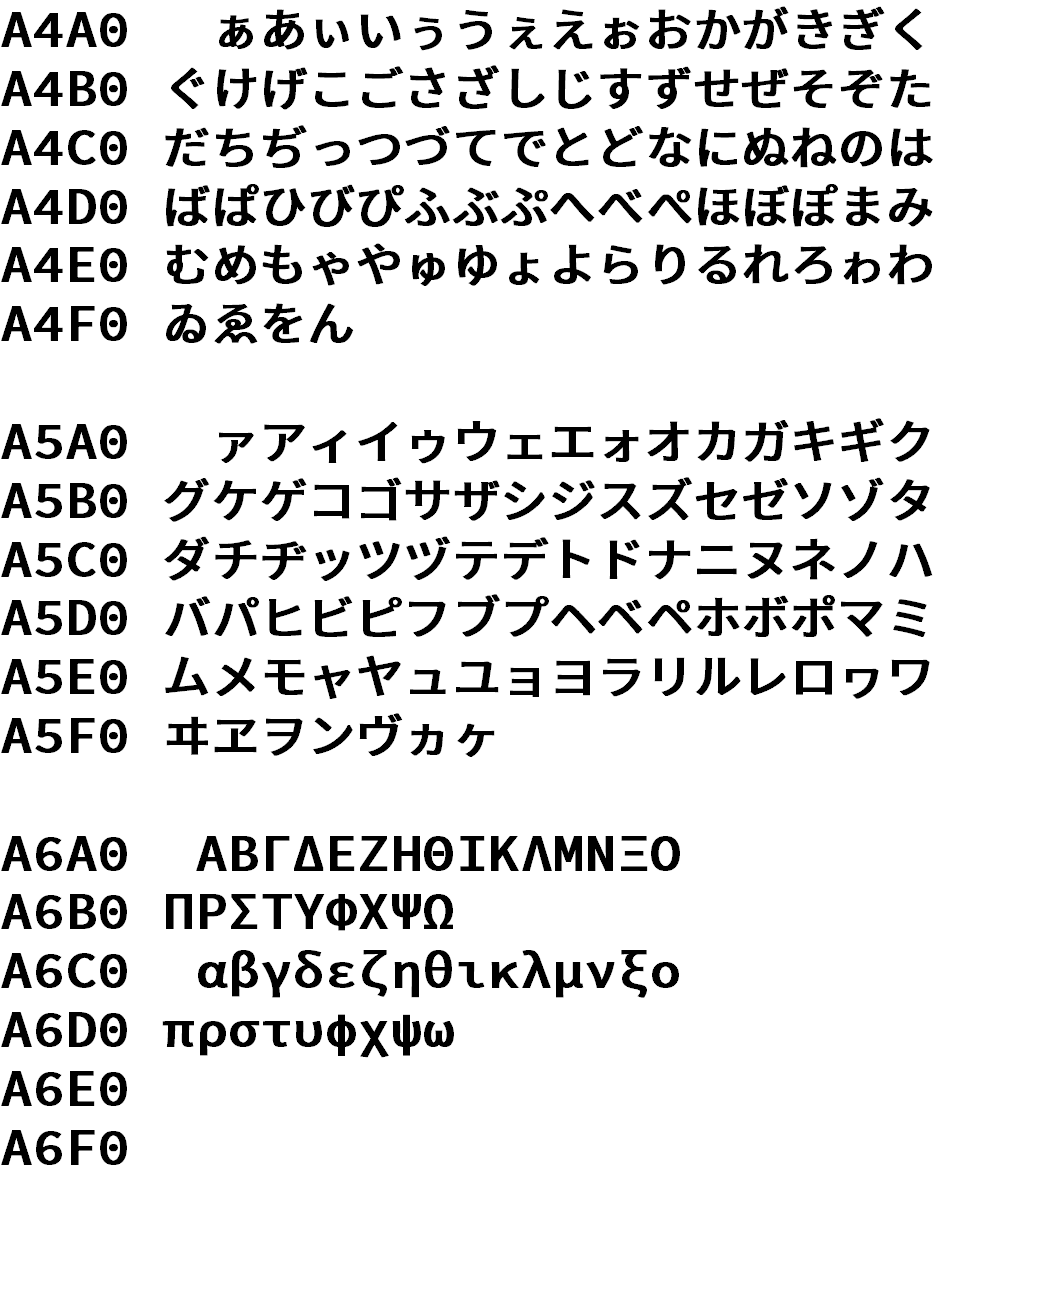 A4A0  ぁあぃいぅうぇえぉおかがきぎく
A4B0 ぐけげこごさざしじすずせぜそぞた
A4C0 だちぢっつづてでとどなにぬねのは
A4D0 ばぱひびぴふぶぷへべぺほぼぽまみ
A4E0 むめもゃやゅゆょよらりるれろゎわ
A4F0 ゐゑをん
A5A0  ァアィイゥウェエォオカガキギク
A5B0 グケゲコゴサザシジスズセゼソゾタ
A5C0 ダチヂッツヅテデトドナニヌネノハ
A5D0 バパヒビピフブプヘベペホボポマミ
A5E0 ムメモャヤュユョヨラリルレロヮワ
A5F0 ヰヱヲンヴヵヶ
A6A0  ΑΒΓΔΕΖΗΘΙΚΛΜΝΞΟ
A6B0 ΠΡΣΤΥΦΧΨΩ
A6C0  αβγδεζηθικλμνξο
A6D0 πρστυφχψω
A6E0
A6F0